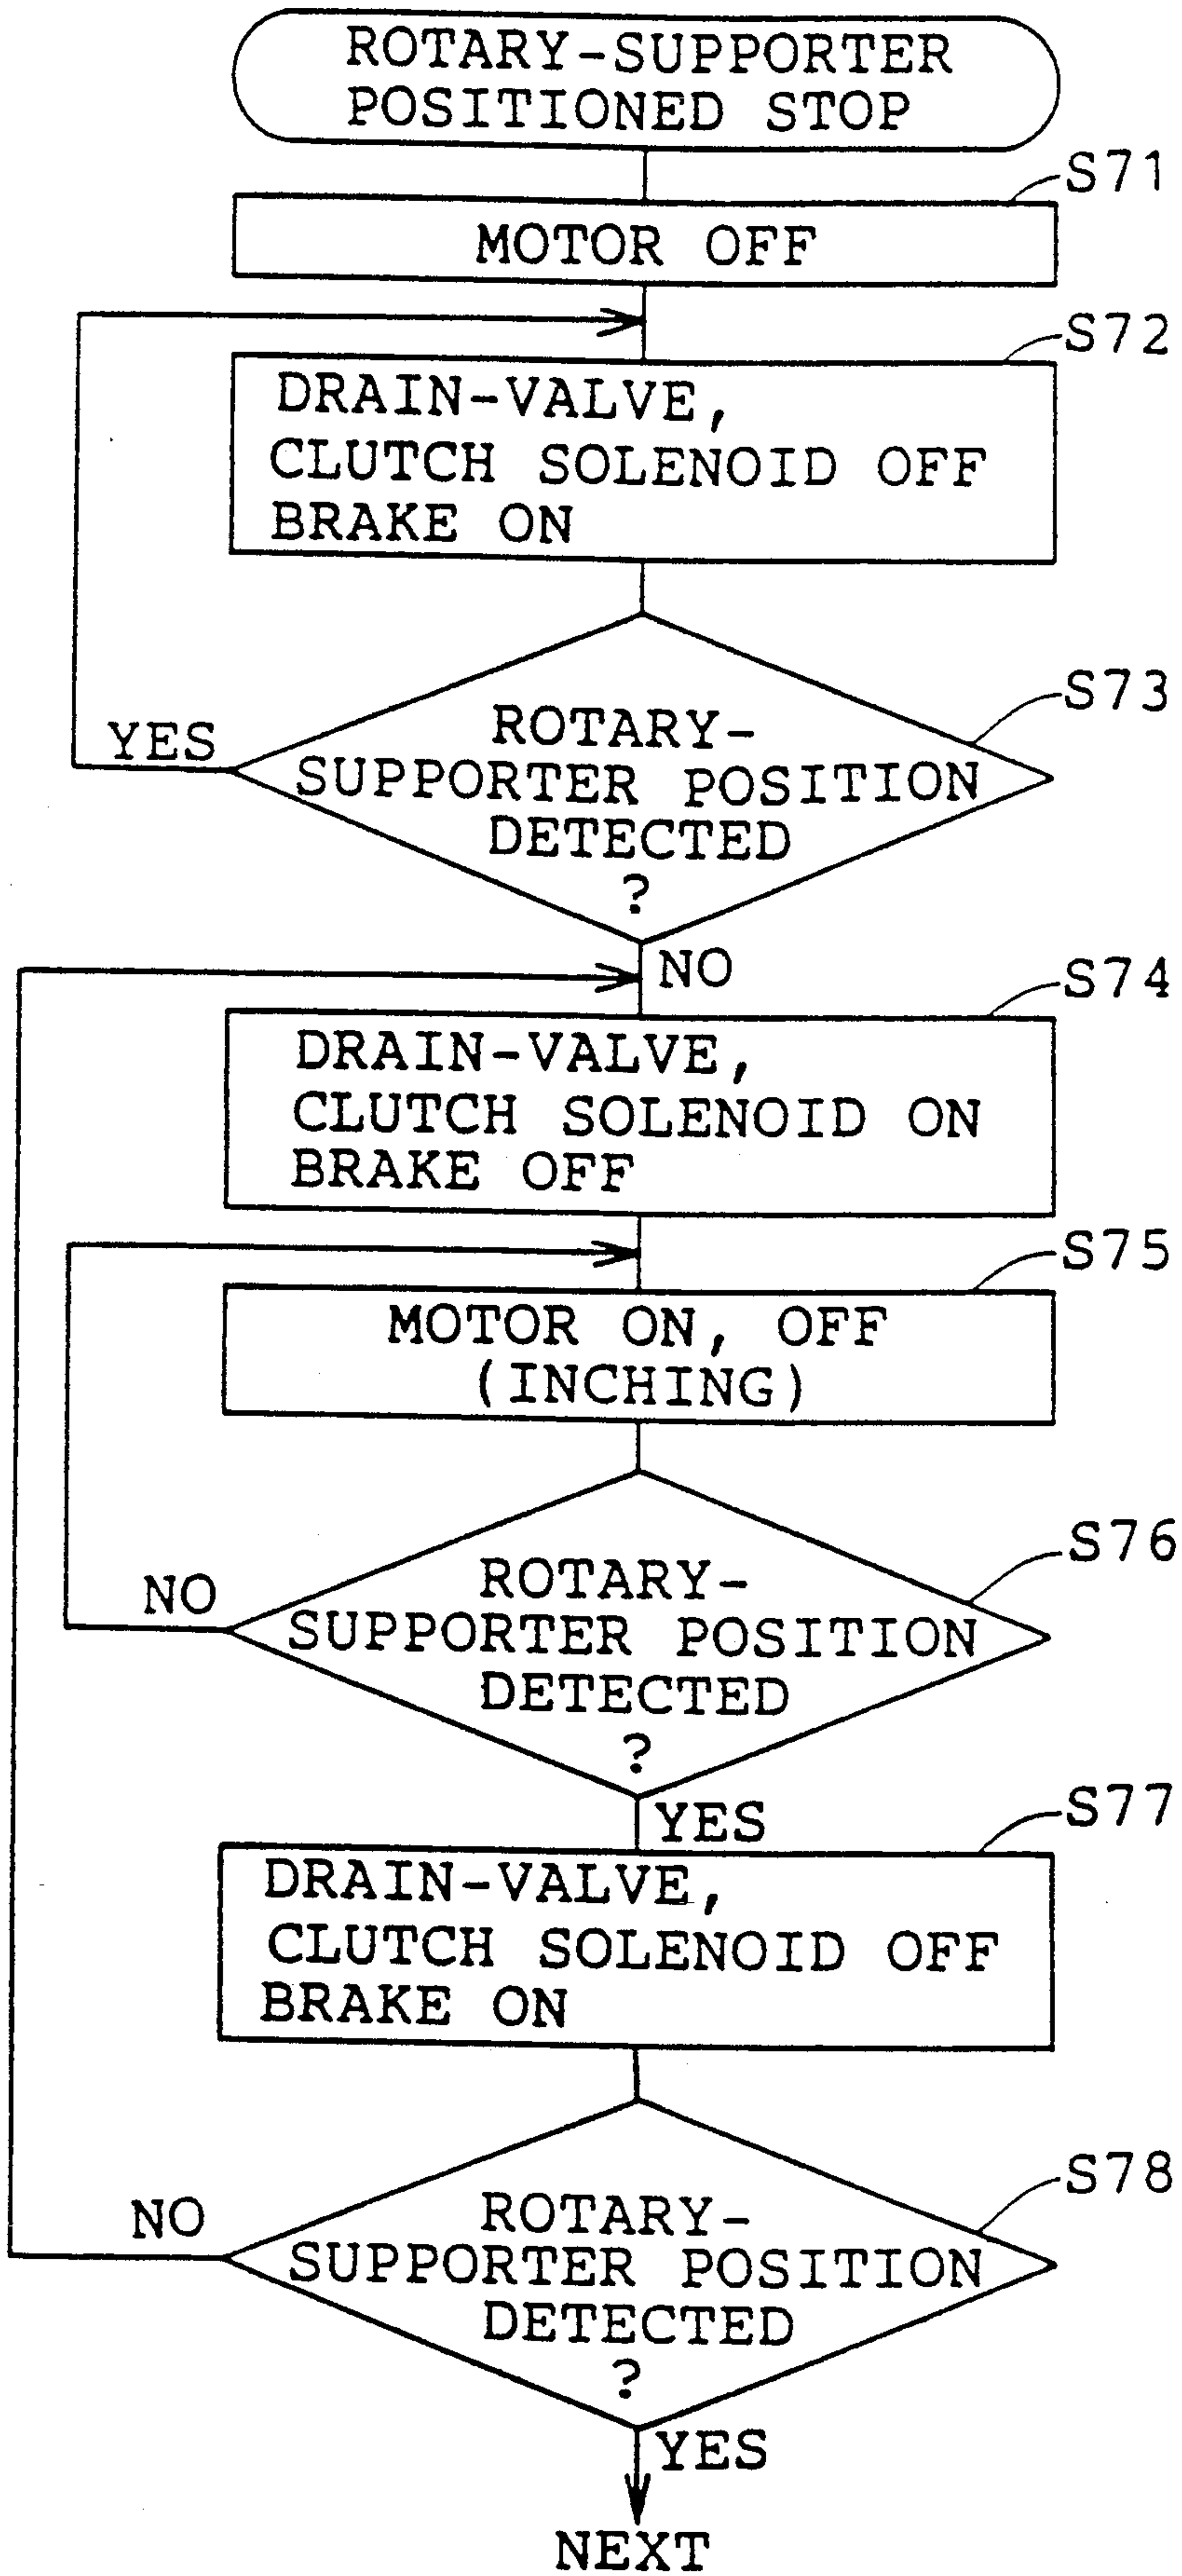 ROTARY-SUPPORTER
POSITIONED STOP
S71
MOTOR OFF
S72
DRAIN-VALVE,
CLUTCH SOLENOID OFF
BRAKE ON
S73
YES
ROTARY-
SUPPORTER POSITION
DETECTED
?
NO
S74
DRAIN-VALVE,
CLUTCH SOLENOID ON
BRAKE OFF
S75
MOTOR ON, OFF
(INCHING)
S76
NO
ROTARY-
SUPPORTER POSITION
DETECTED
?
YES
S77
DRAIN-VALVE,
CLUTCH SOLENOID OFF
BRAKE ON
S78
NO
ROTARY-
SUPPORTER POSITION
DETECTED
?
YES
NEXT